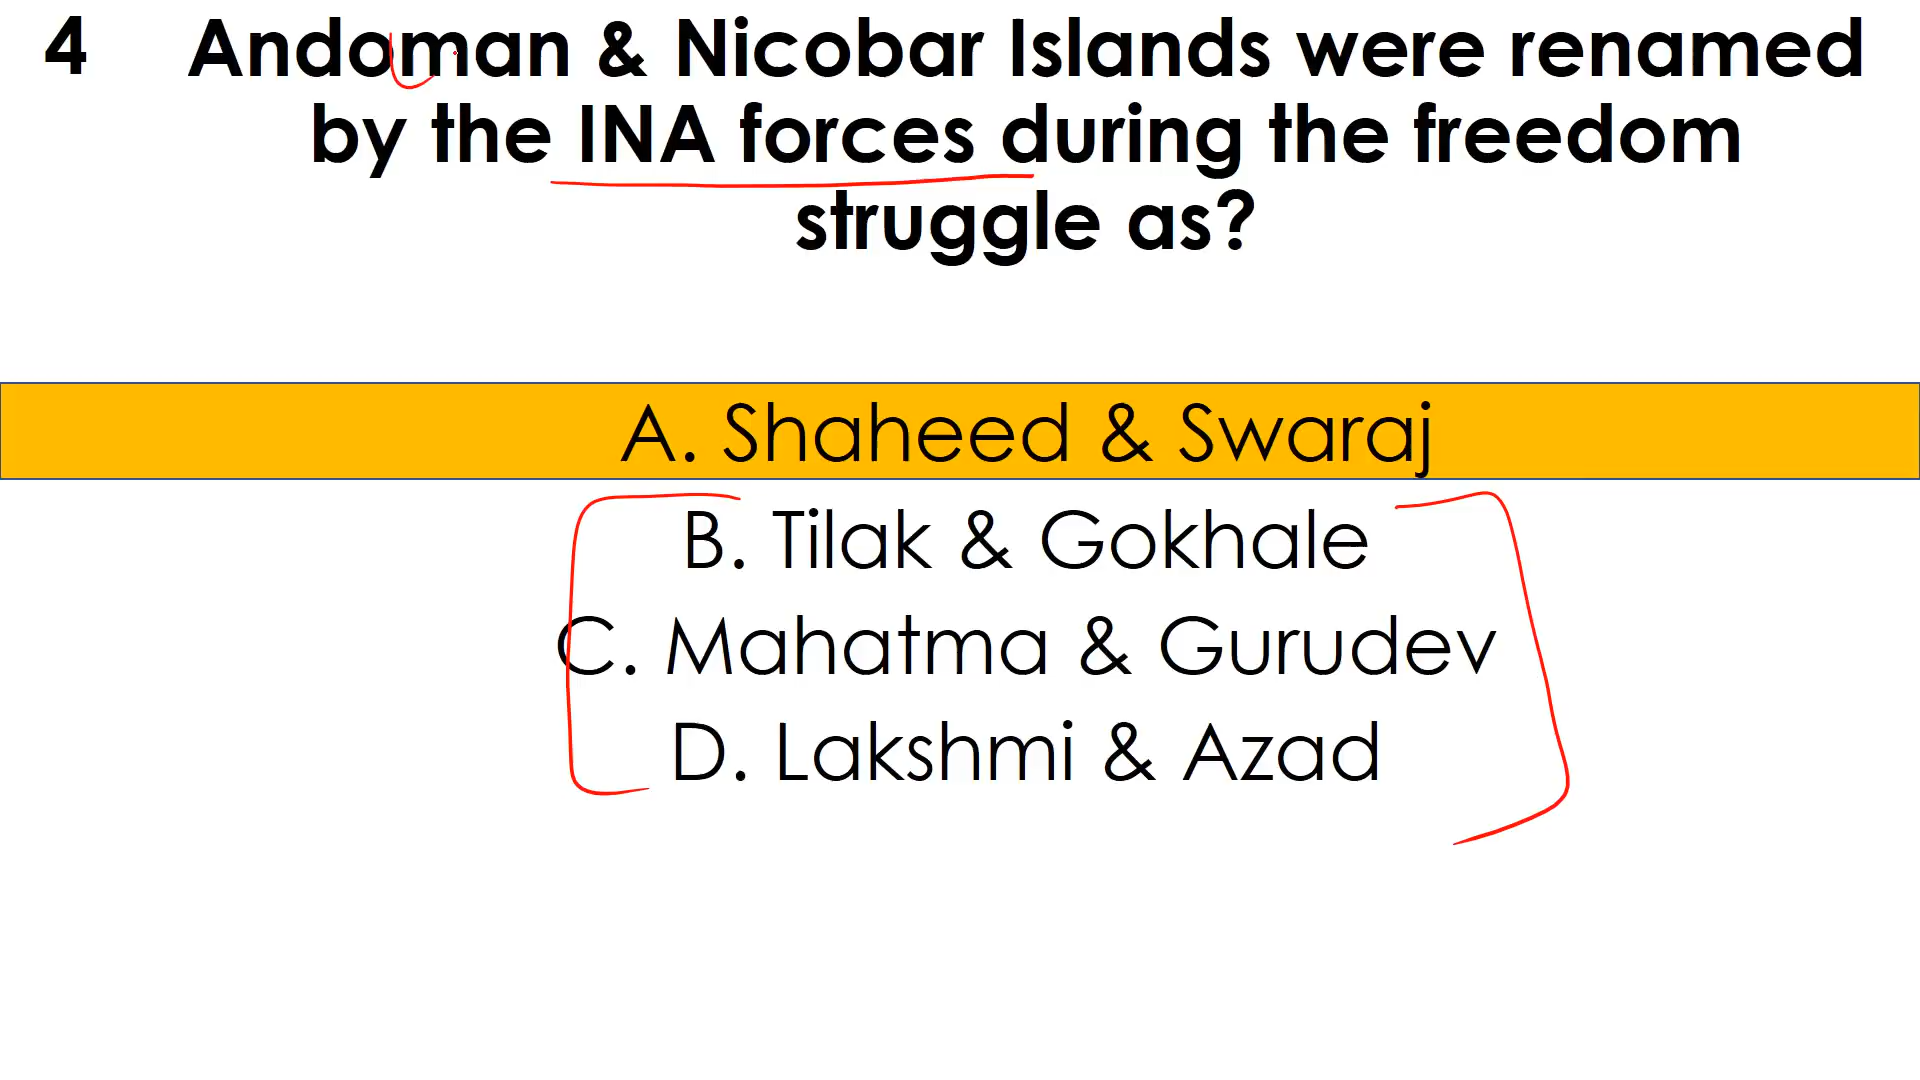 4 Andoman & Nicobar Islands were renamed
by the INA forces during the freedom
struggle as?
A. Shaheed & Swaraj
B. Tilak & Gokhale
C. Mahatma & Gurudev
D. Lakshmi & Azad